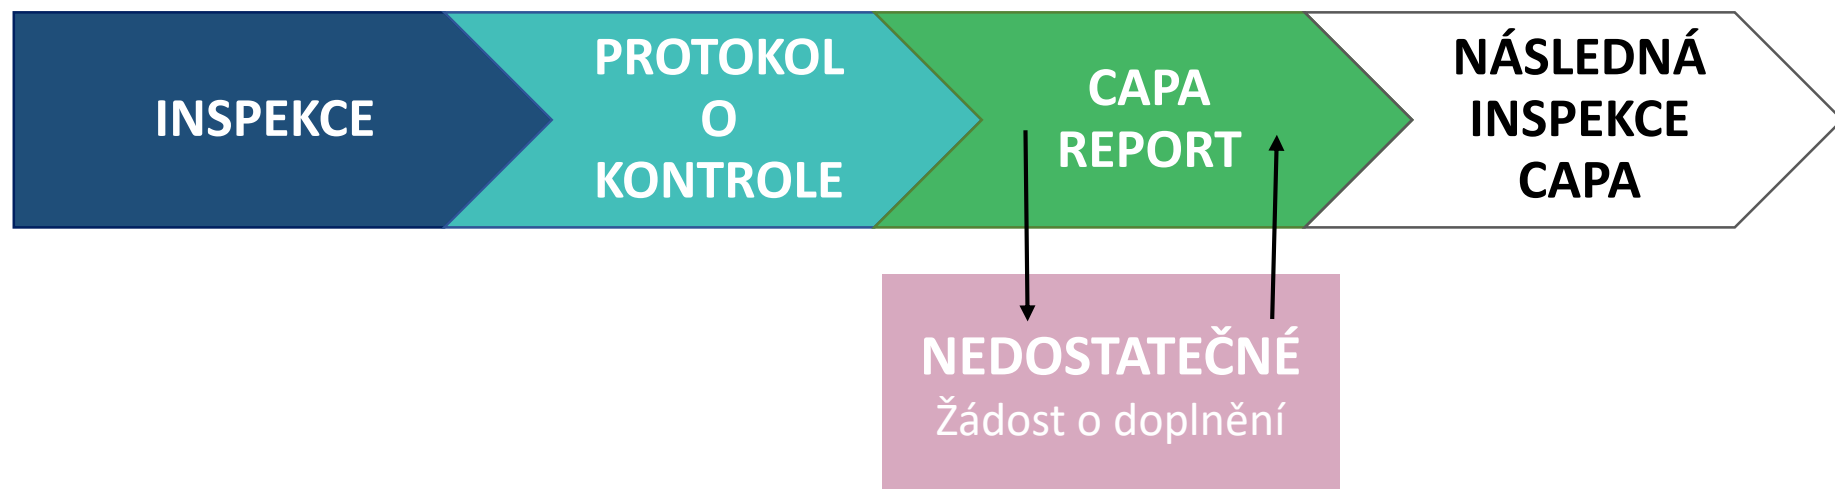 INSPEKCE
PROTOKOL
O
KONTROLE
CAPA
REPORT
NÁSLEDNÁ
INSPEKCE
CAPA
NEDOSTATEČNÉ
Žádost o doplnění